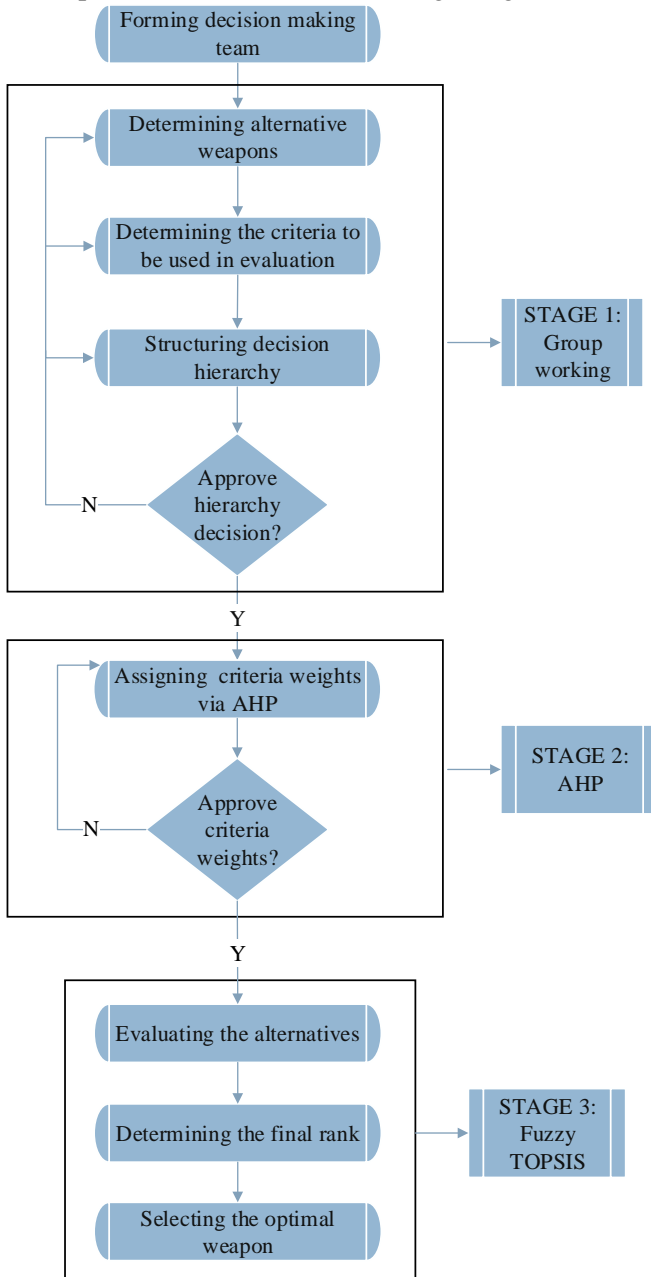 Forming decision making
team
Determining alternative
weapons
Determining the criteria to
be used in evaluation
Structuring decision
hierarchy
Approve
hierarchy
decision?
N
Y
STAGE 1:
Group
working
Assigning criteria weights
via AHP
Approve
criteria
weights?
N
Y
STAGE 2:
AHP
Evaluating the alternatives
Determining the final rank
Selecting the optimal
weapon
STAGE 3:
Fuzzy
TOPSIS